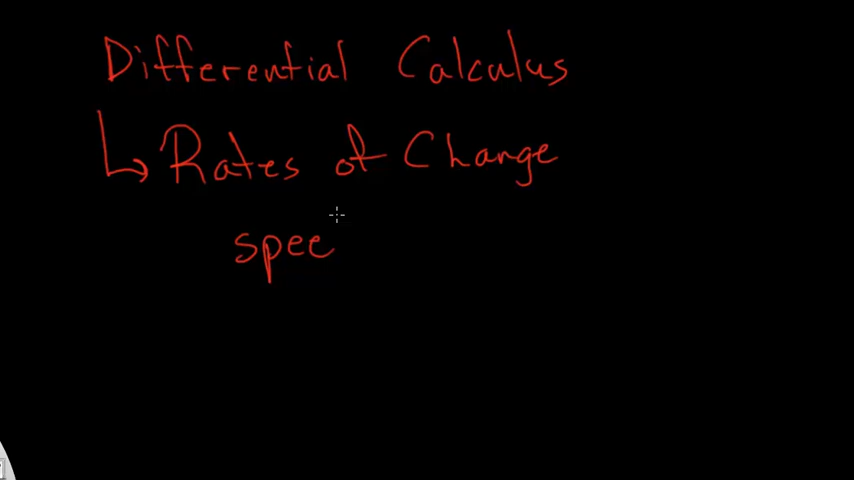 Differential Calculus
↳ Rates of Change
spee